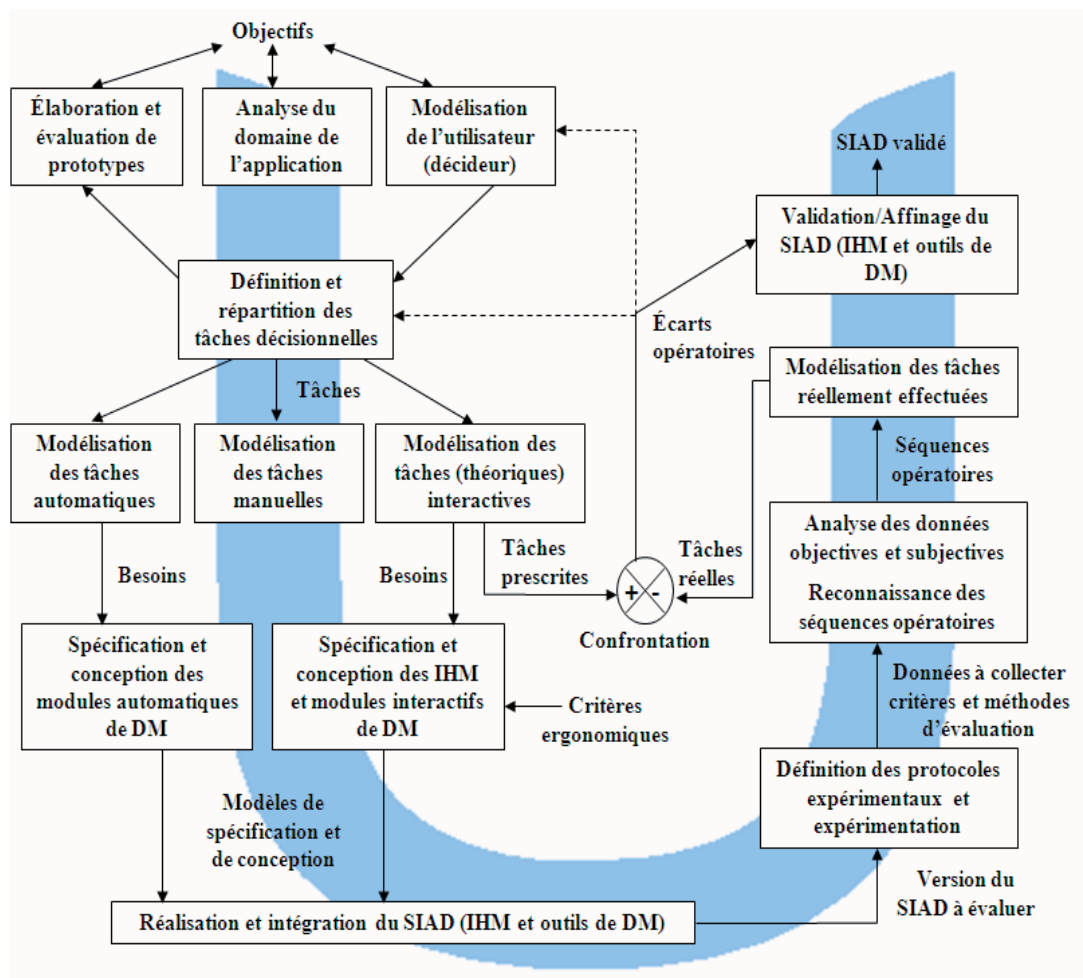 Objectifs
Élaboration et
évaluation de
prototypes
Analyse du
domaine de
l'application
Modélisation
de l'utilisateur
(décideur)
SIAD validé
Validation/Affinage du
SIAD (IHM et outils de
DM)
Définition et
répartition des
tâches décisionnelles
Écarts
opératoires
Modélisation des tâches
réellement effectuées
Tâches
Modélisation
des tâches
automatiques
Modélisation
des tâches
manuelles
Modélisation des
tâches (théoriques)
interactives
Séquences
opératoires
Analyse des données
objectives et subjectives
Reconnaissance des
séquences opératoires
Besoins
Besoins
Tâches
prescrites
Tâches
réelles
+ -
Confrontation
Spécification et
conception des
modules automatiques
de DM
Spécification et
conception des IHM
et modules interactifs
de DM
Critères
ergonomiques
Données à collecter
critères et méthodes
d'évaluation
Définition des protocoles
expérimentaux et
expérimentation
Modèles de
spécification et
de conception
Version du
SIAD à évaluer
Réalisation et intégration du SIAD (IHM et outils de DM)